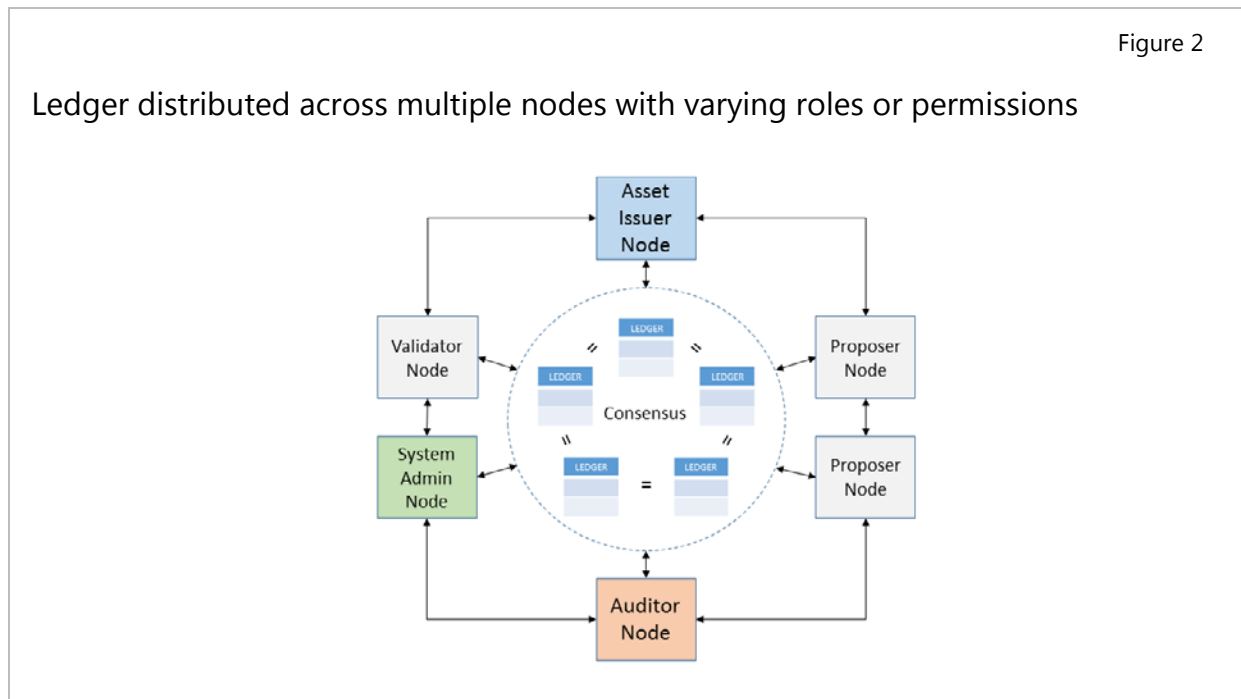 Figure 2
Ledger distributed across multiple nodes with varying roles or permissions
Asset
Issuer
Node
Validator
Node
LEDGER
=
=
Proposer
Node
LEDGER
LEDGER
Consensus
=
=
System
Admin
Node
LEDGER
=
LEDGER
Proposer
Node
Auditor
Node